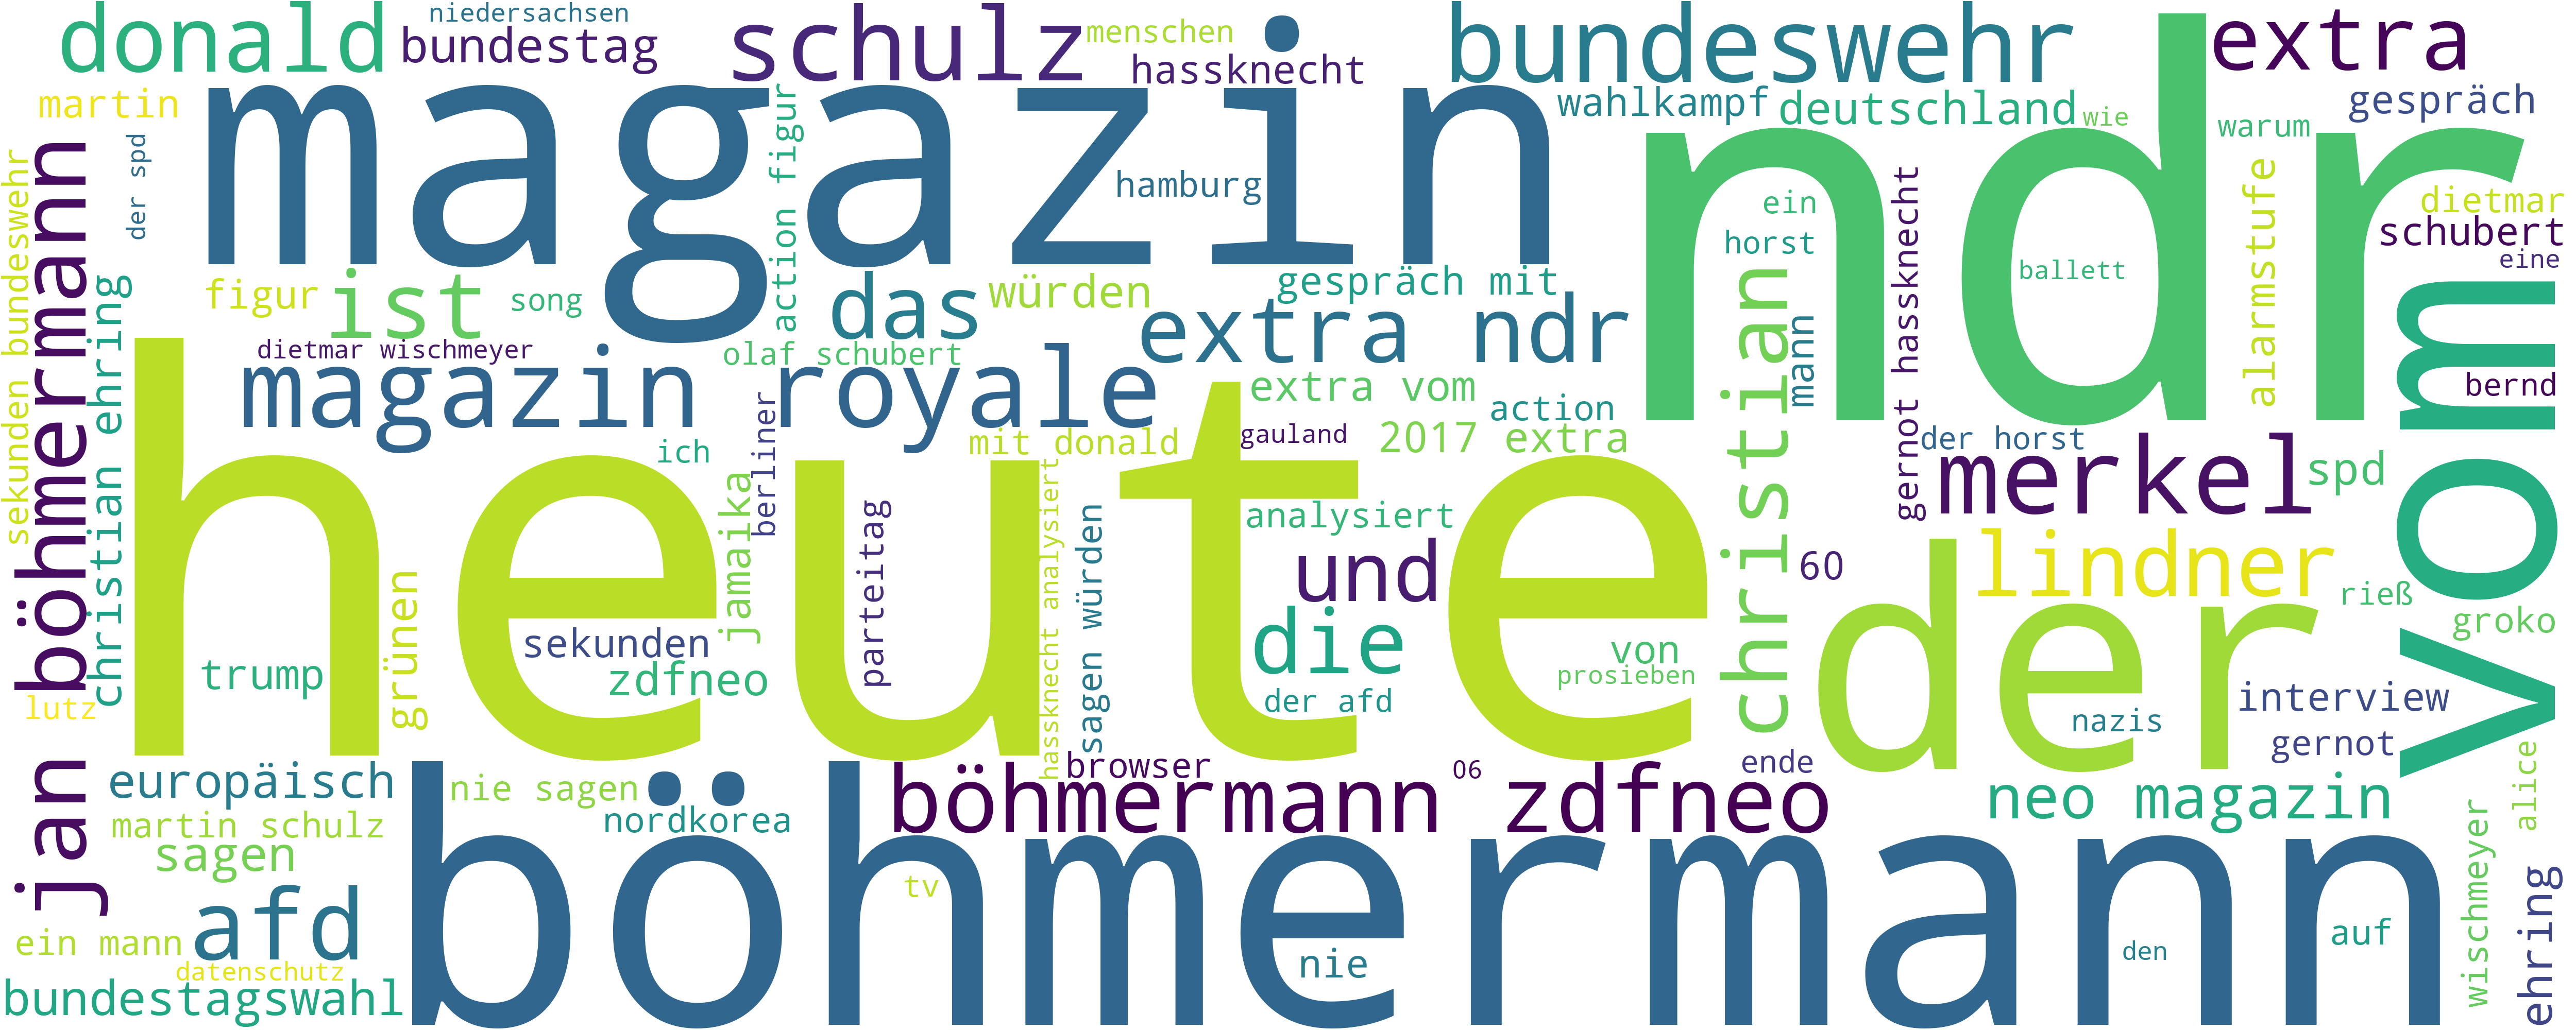 niedersachsen
donald
bundestag
schulz
menschen
hassknecht
bundeswehr
extra
martin
magazin
wahlkampf
deutschland
wie
gespräch
warum
ndr
der spd
sekunden bundeswehr
jan böhmermann
christian ehring
action figur
hamburg
ein
horst
gernot hassknecht
alarmstufe
dietmar
schubert
eine
ballett
figur
ist
song
das
würden
gespräch mit
extra ndr
christian
mann
vom
dietmar wischmeyer
olaf schubert
magazin royale
extra vom
action
bernd
heute
ich
berliner
mit donald
gauland
2017 extra
der horst
merkel
spd
jamaika
parteitag
hassknecht analysiert
sagen würden
analysiert
und
60
lindner
rieß
groko
grünen
trump
sekunden
zdfneo
die
von
prosieben
der afd
der
nazis
interview
gernot
lutz
europäisch
nie sagen
nordkorea
browser
böhmermann zdfneo
06
ende
neo magazin
alice
martin schulz
sagen
böhmermann
tv
nie
den
auf
wischmeyer
ehring
afd
ein mann
datenschutz
bundestagswahl